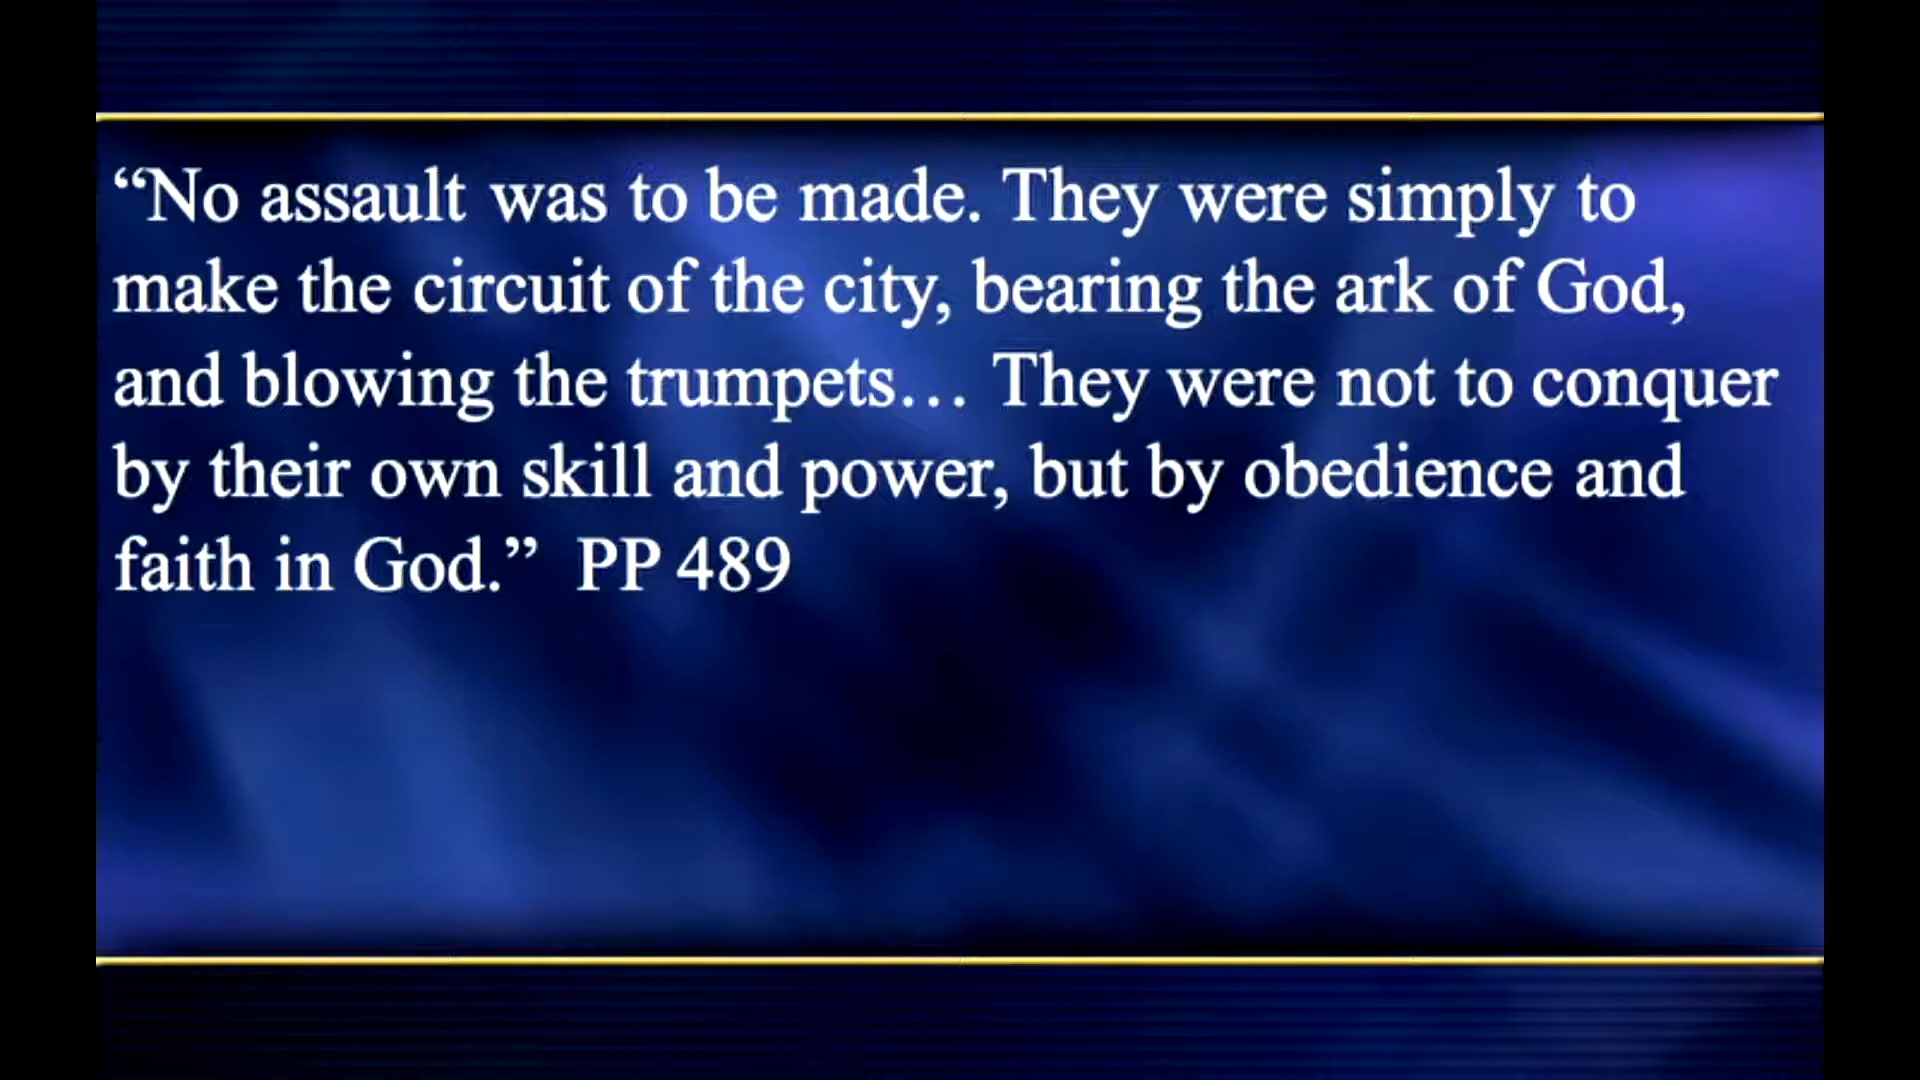 “No assault was to be made. They were simply to
make the circuit of the city, bearing the ark of God,
and blowing the trumpets… They were not to conquer
by their own skill and power, but by obedience and
faith in God.” PP 489